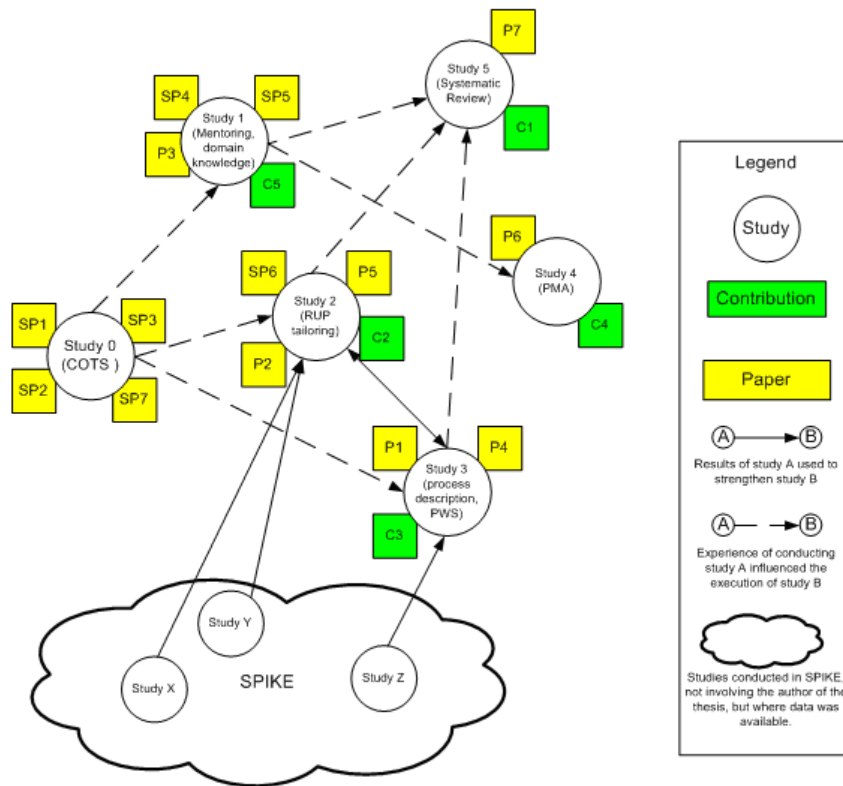 P7
Study 5
(Systematic
Review)
C1
SP4
SP5
Study 1
(Mentoring,
domain
knowledge)
P3
C5
P6
Study 4
(PMA)
C4
SP6
P5
Study 2
(RUP
tailoring)
P2
C2
SP1
SP3
Study 0
(COTS )
SP2
SP7
P1
P4
Study 3
(process
description,
PWS)
C3
Study Y
Study X
SPIKE
Study Z
Legend
Study
Contribution
Paper
A
B
Results of study A used to
strengthen study B
A
B
Experience of conducting
study A influenced the
execution of study B
Studies conducted in SPIKE,
not involving the author of the
thesis, but where data was
available.